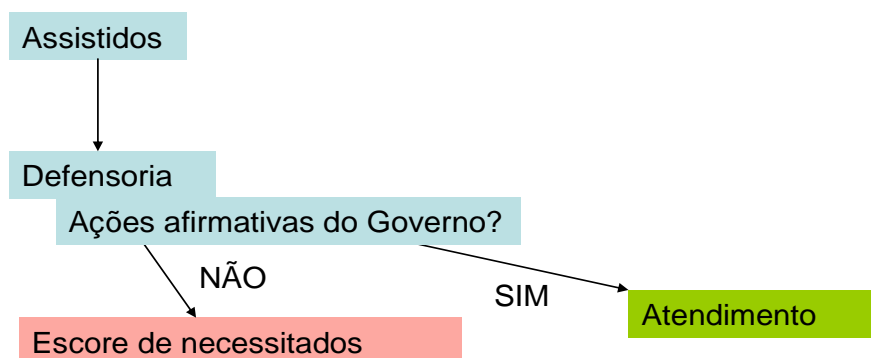 Assistidos
Defensoria
Ações afirmativas do Governo?
NÃO
SIM
Atendimento
Escore de necessitados